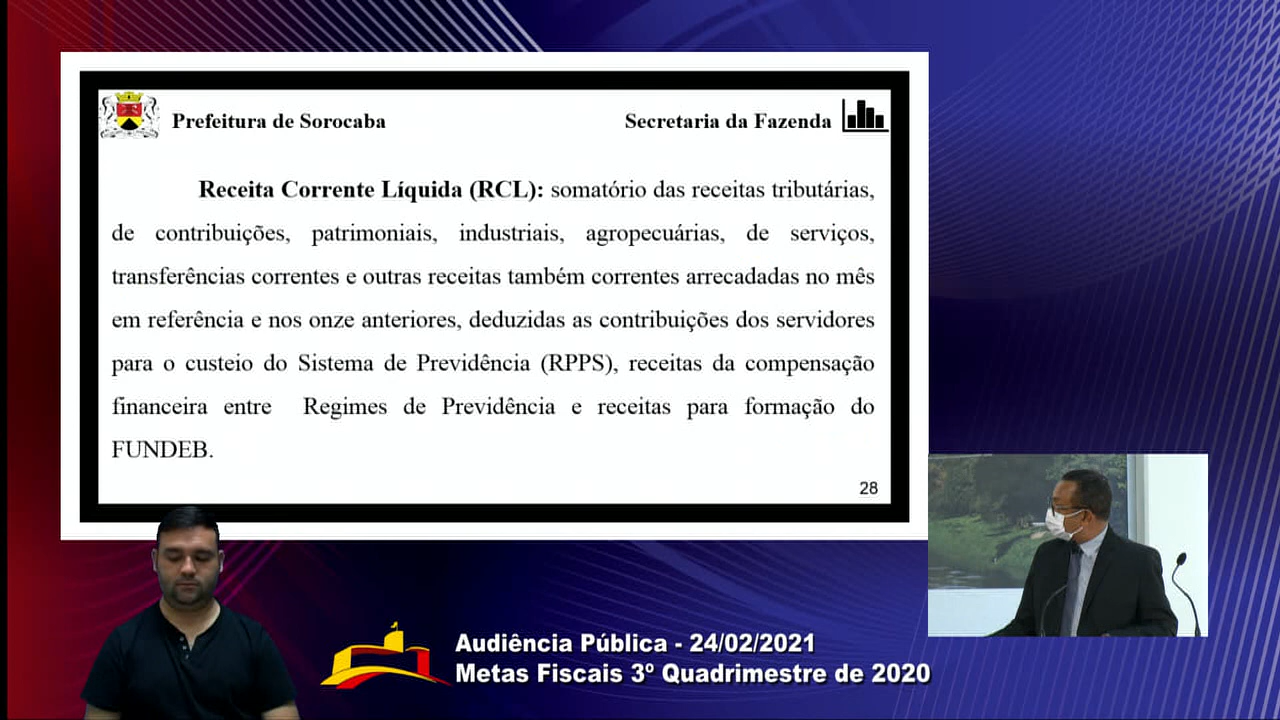 Prefeitura de Sorocaba
Secretaria da Fazenda
Receita Corrente Líquida (RCL): somatório das receitas tributárias,
de contribuições, patrimoniais, industriais, agropecuárias, de serviços,
transferências correntes e outras receitas também correntes arrecadadas no mês
em referência e nos onze anteriores, deduzidas as contribuições dos servidores
para o custeio do Sistema de Previdência (RPPS), receitas da compensação
financeira entre Regimes de Previdência e receitas para formação do
FUNDEB.
28
Audiência Pública - 24/02/2021
Metas Fiscais 3º Quadrimestre de 2020